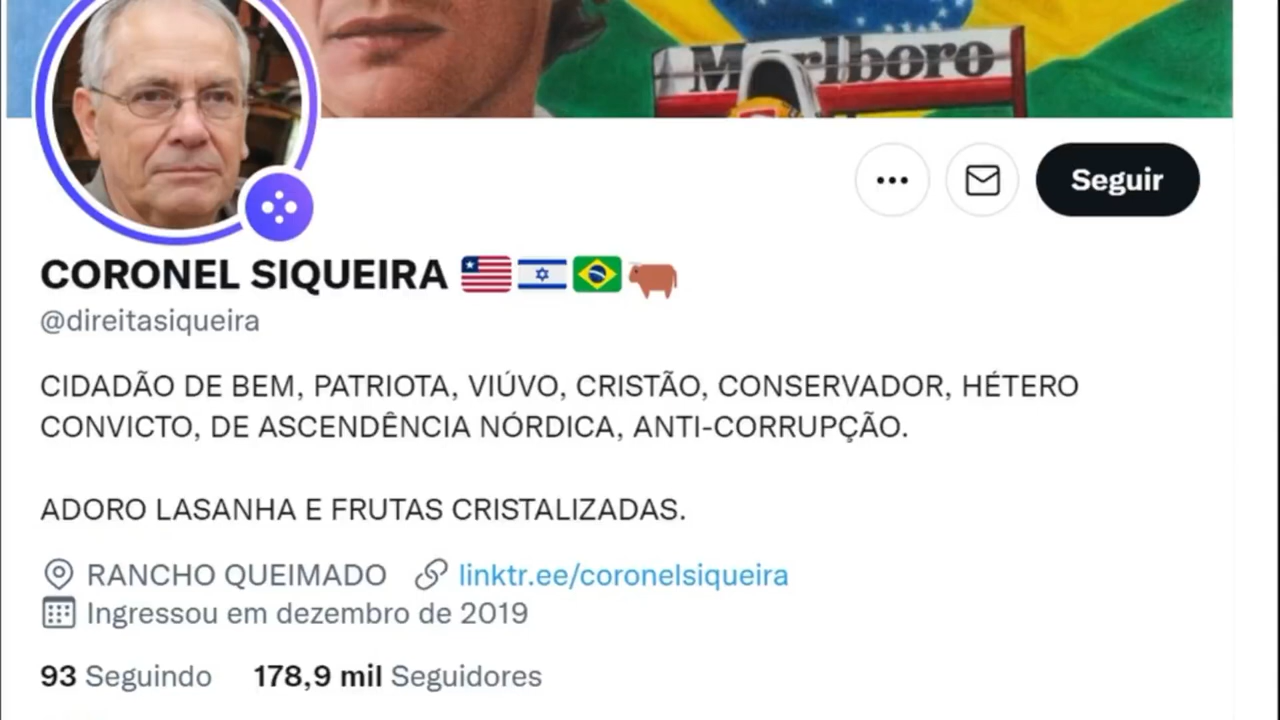 Marlboro
Seguir
CORONEL SIQUEIRA 🇱🇷🇮🇱🇧🇷🐂
@direitasiqueira
CIDADÃO DE BEM, PATRIOTA, VIÚVO, CRISTÃO, CONSERVADOR, HÉTERO
CONVICTO, DE ASCENDÊNCIA NÓRDICA, ANTI-CORRUPÇÃO.
ADORO LASANHA E FRUTAS CRISTALIZADAS.
RANCHO QUEIMADO linktr.ee/coronelsiqueira
Ingressou em dezembro de 2019
93 Seguindo 178,9 mil Seguidores